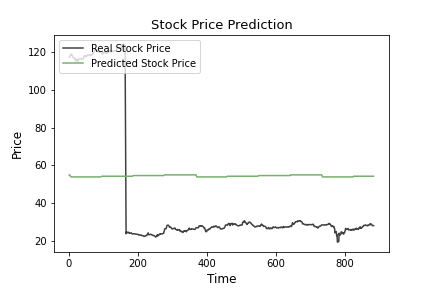 Stock Price Prediction
Real Stock Price
Predicted Stock Price
Price
120
100
80
60
40
20
0 200 400 600 800
Time